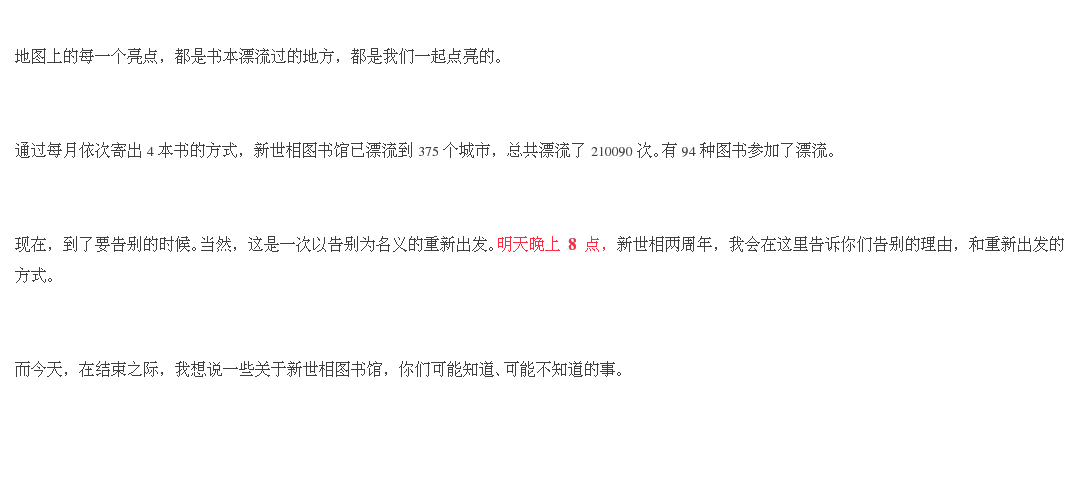 地图上的每一个亮点，都是书本漂流过的地方，都是我们一起点亮的。
通过每月依次寄出 4 本书的方式，新世相图书馆已漂流到 375 个城市，总共漂流了 210090 次。有 94 种图书参加了漂流。
现在，到了要告别的时候。当然，这是一次以告别为名义的重新出发。明天晚上 8 点，新世相两周年，我会在这里告诉你们告别的理由，和重新出发的
方式。
而今天，在结束之际，我想说一些关于新世相图书馆，你们可能知道、可能不知道的事。